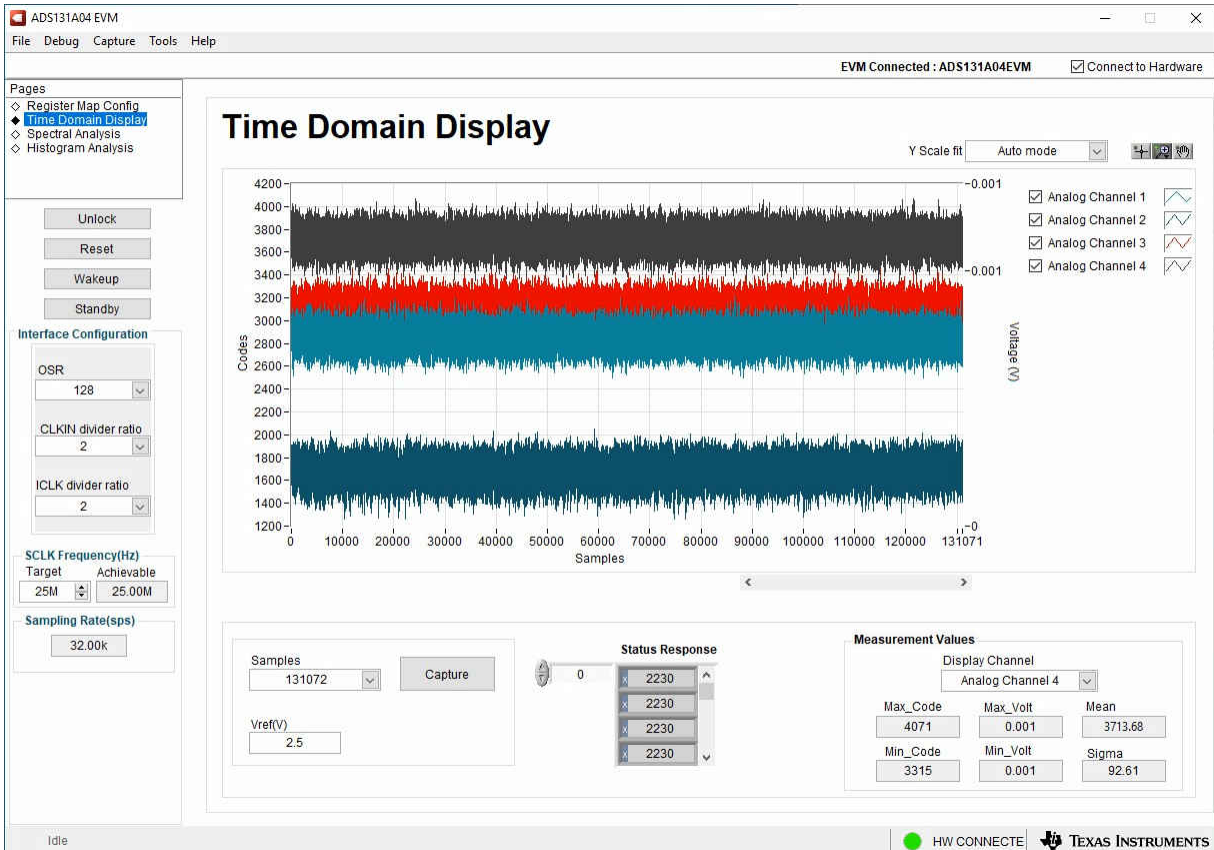 ADS131A04 EVM
File Debug Capture Tools Help
EVM Connected : ADS131A04EVM Connect to Hardware
Pages
Register Map Config
Time Domain Display
Spectral Analysis
Histogram Analysis
Unlock
Reset
Wakeup
Standby
Interface Configuration
OSR
128
CLKIN divider ratio
2
ICLK divider ratio
2
SCLK Frequency(Hz)
Target Achievable
25M 25.00M
Sampling Rate(sps)
32.00k
Time Domain Display
Y Scale fit Auto mode
Codes
4200
4000
3800
3600
3400
3200
3000
2800
2600
2400
2200
2000
1800
1600
1400
1200
0 10000 20000 30000 40000 50000 60000 70000 80000 90000 100000 110000 120000 131071
Samples
0.001
0.001
0
Voltage (V)
Analog Channel 1
Analog Channel 2
Analog Channel 3
Analog Channel 4
Samples
131072
Capture
Vref(V)
2.5
Status Response
0
x 2230
x 2230
x 2230
x 2230
Measurement Values
Display Channel
Analog Channel 4
Max_Code Max_Volt Mean
4071 0.001 3713.68
Min_Code Min_Volt Sigma
3315 0.001 92.61
Idle
HW CONNECTE
TEXAS INSTRUMENTS